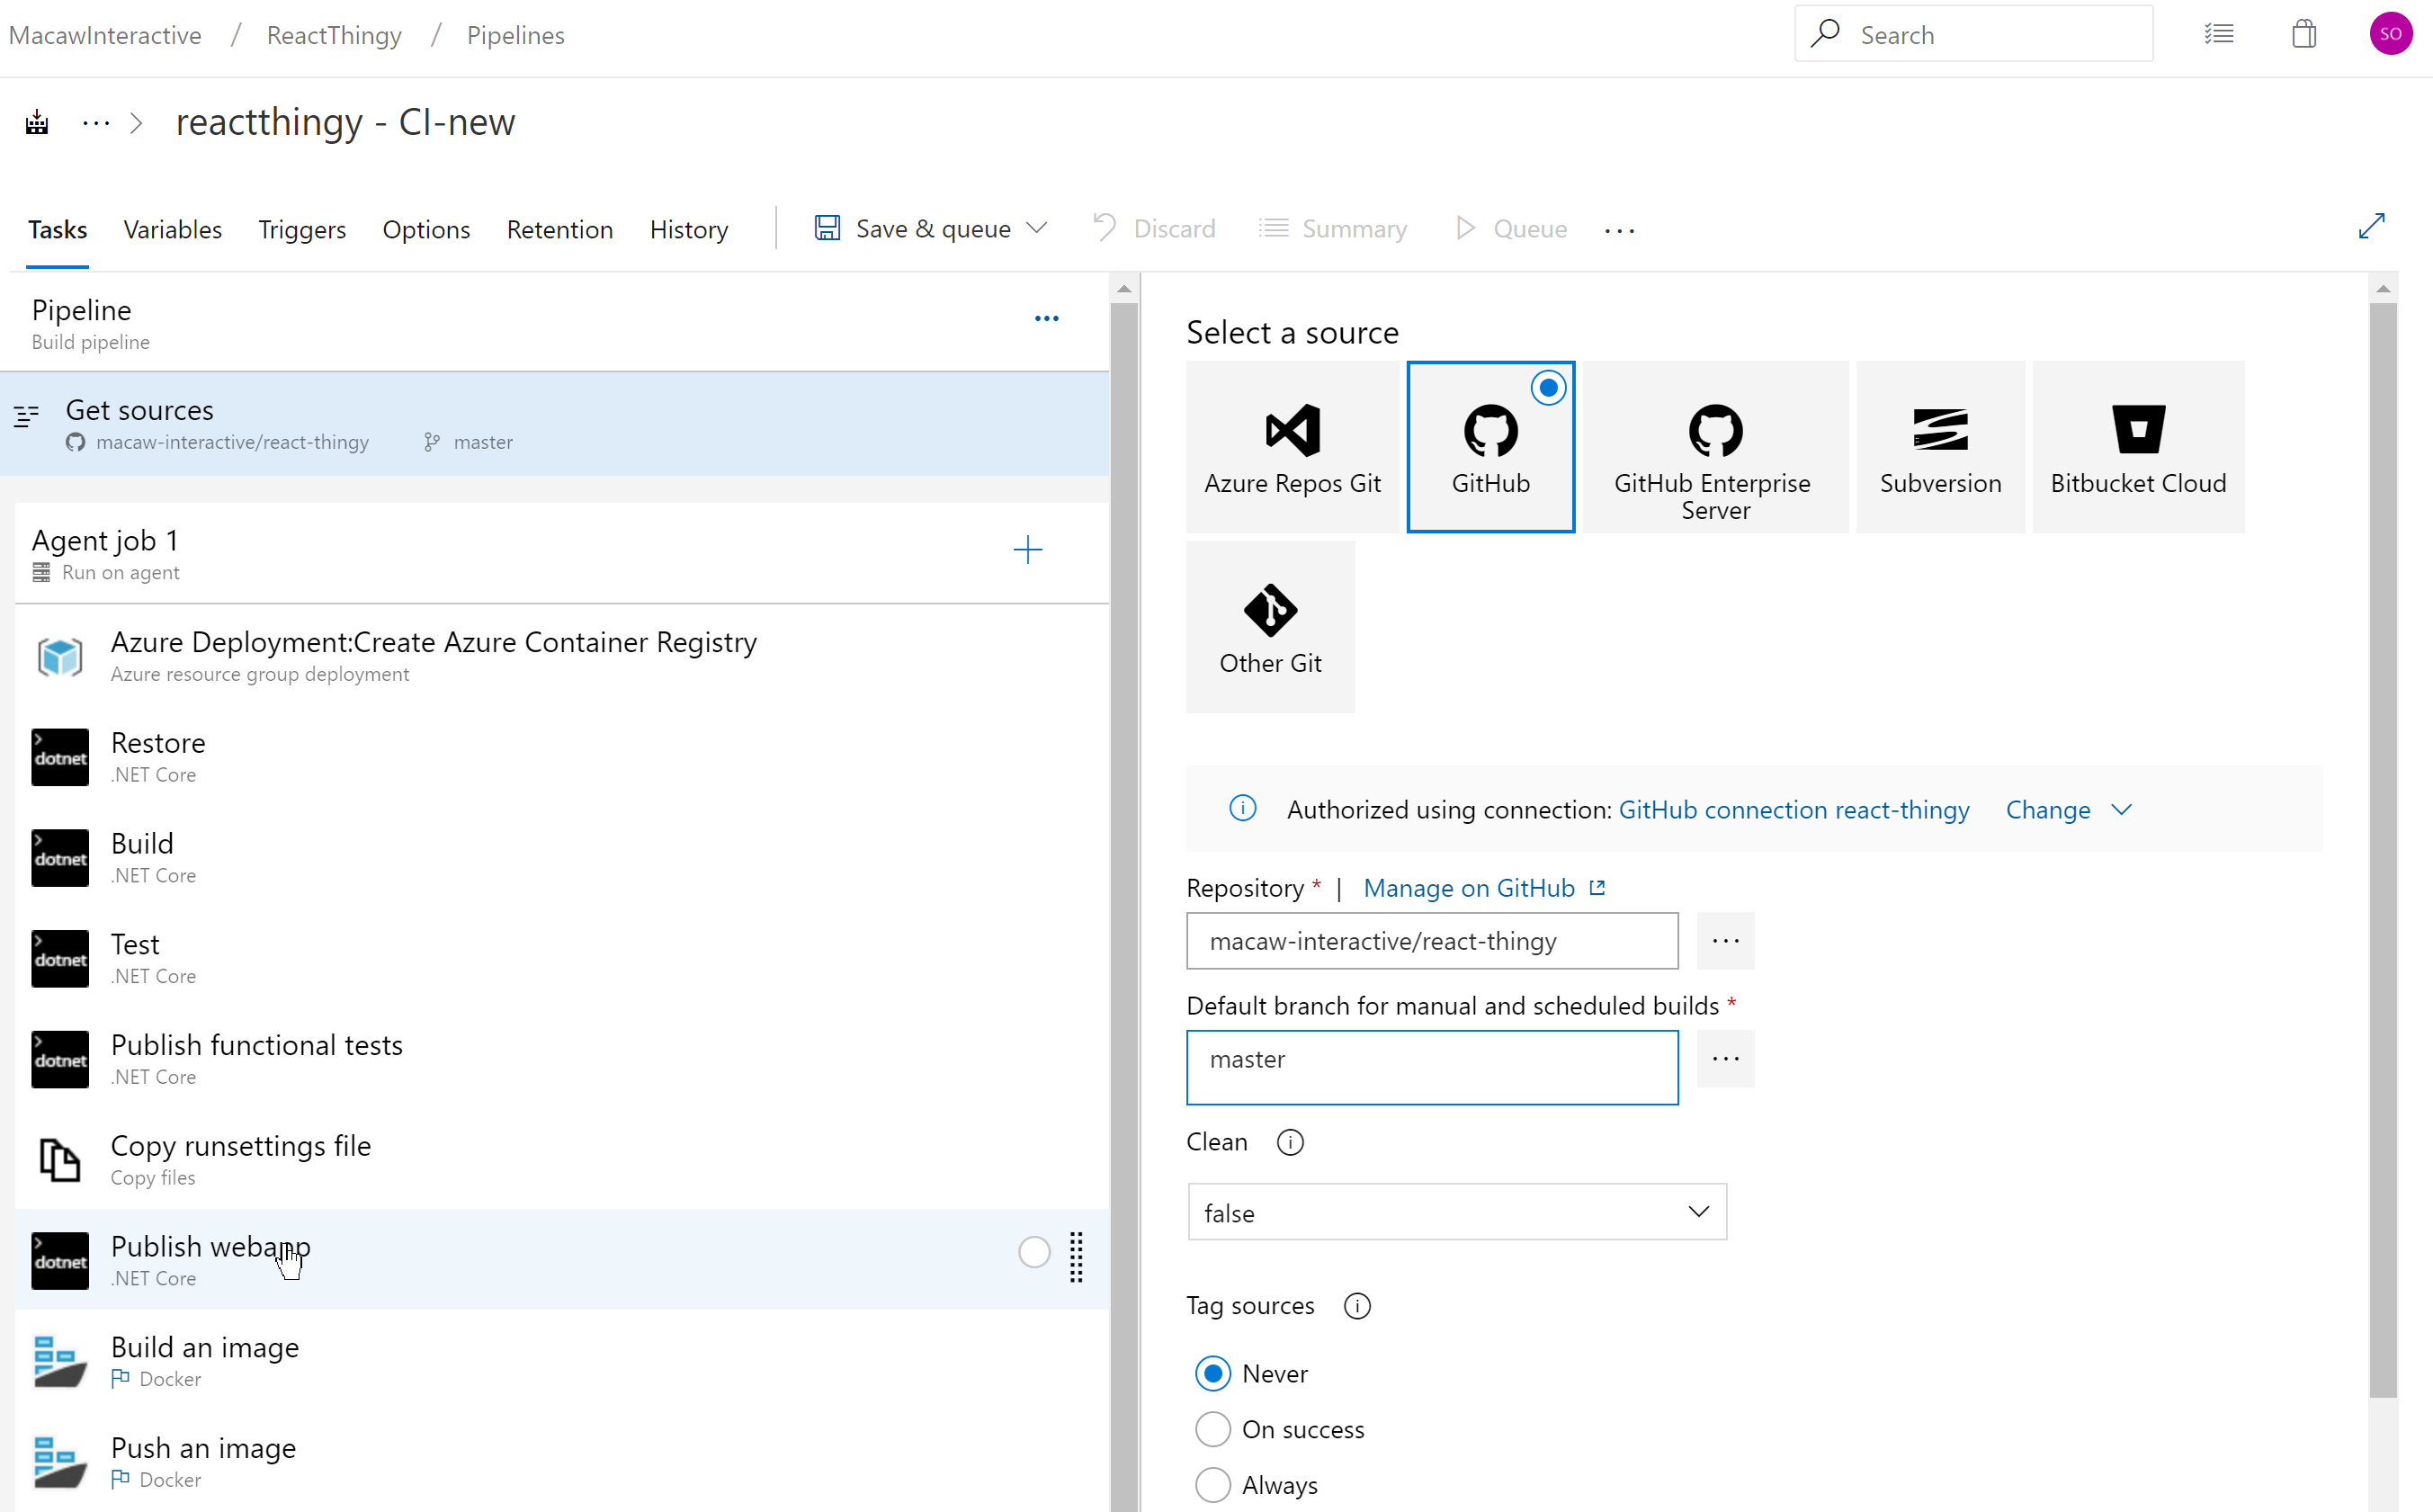 MacawInteractive / ReactThingy / Pipelines
Search
SO
··· > reactthingy - CI-new
Tasks Variables Triggers Options Retention History Save & queue Discard Summary Queue ···
Pipeline
Build pipeline
Get sources
macaw-interactive/react-thingy master
Agent job 1
Run on agent
Azure Deployment:Create Azure Container Registry
Azure resource group deployment
dotnet
Restore
.NET Core
dotnet
Build
.NET Core
dotnet
Test
.NET Core
dotnet
Publish functional tests
.NET Core
Copy runsettings file
Copy files
dotnet
Publish webapp
.NET Core
Build an image
Docker
Push an image
Docker
Select a source
Azure Repos Git
GitHub
GitHub Enterprise
Server
Subversion
Bitbucket Cloud
Other Git
Authorized using connection: GitHub connection react-thingy Change
Repository * | Manage on GitHub
macaw-interactive/react-thingy ···
Default branch for manual and scheduled builds *
master ···
Clean
false
Tag sources
Never
On success
Always